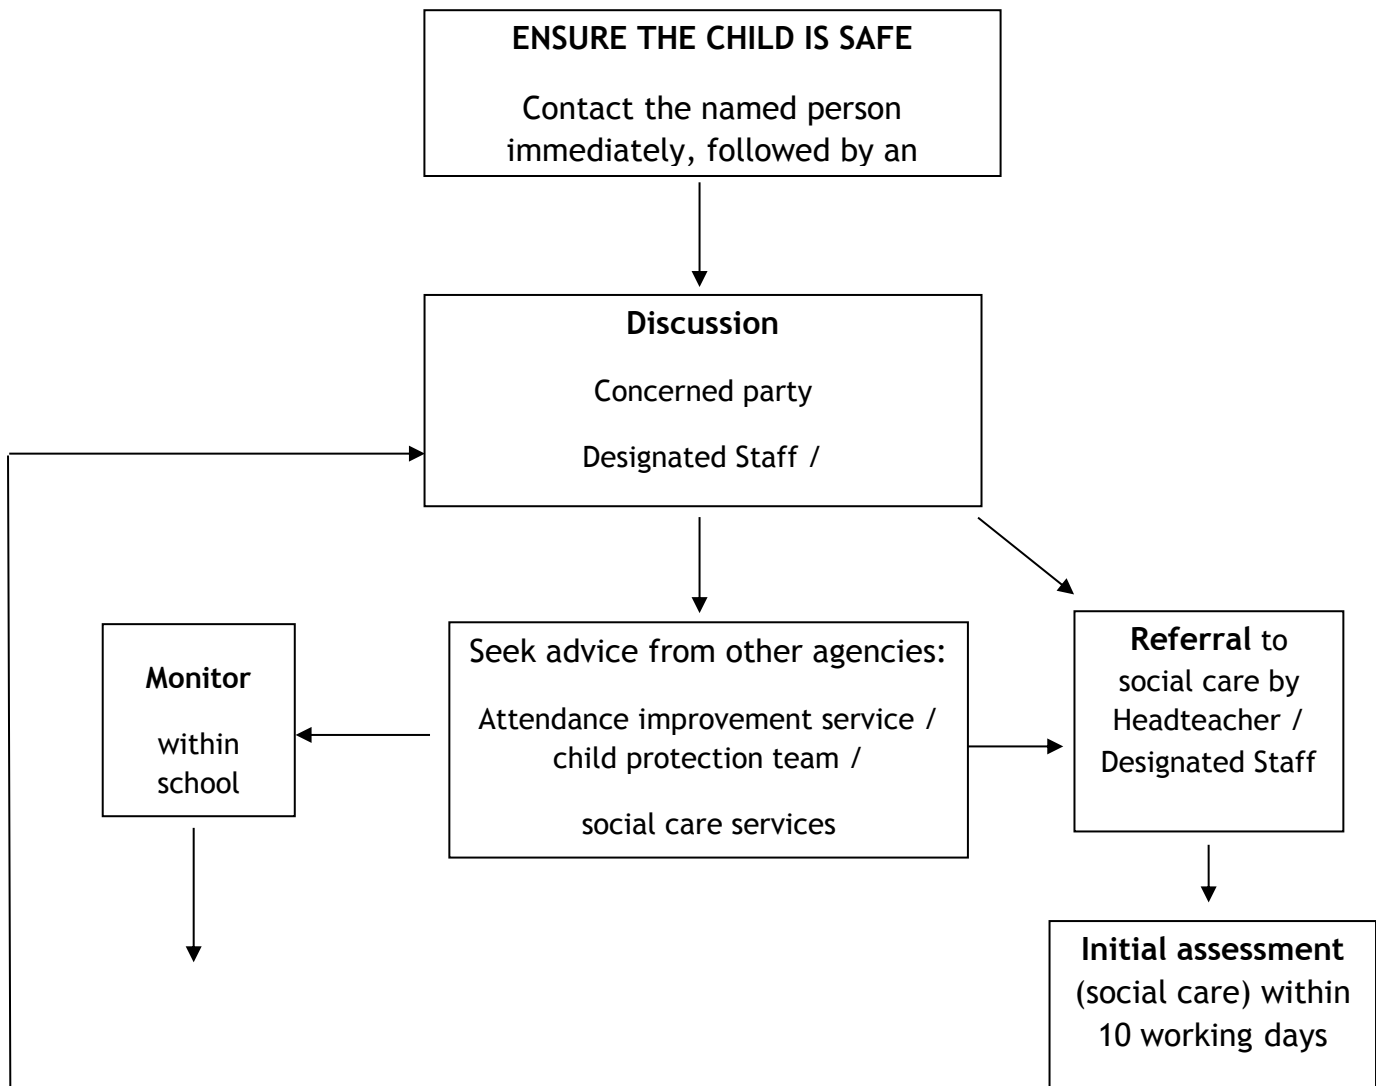 ENSURE THE CHILD IS SAFE
Contact the named person
immediately, followed by an
Discussion
Concerned party
Designated Staff /
Monitor
within
school
Seek advice from other agencies:
Attendance improvement service /
child protection team /
social care services
Referral to
social care by
Headteacher /
Designated Staff
Initial assessment
(social care) within
10 working days